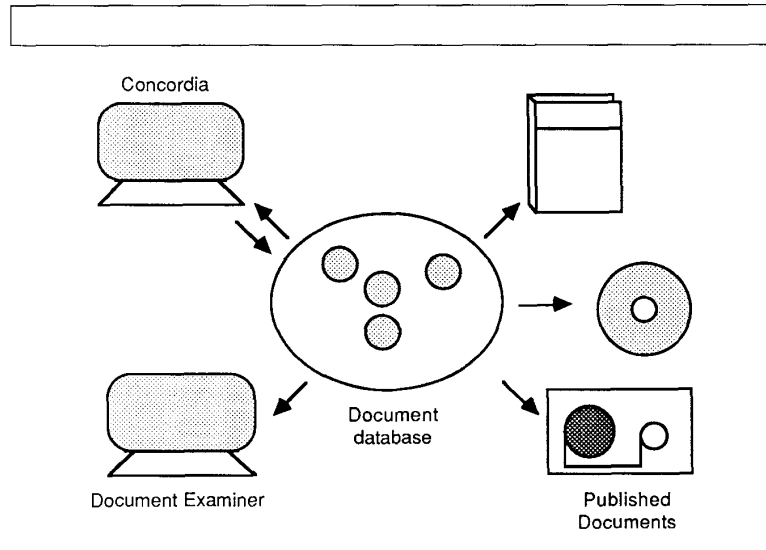 Concordia
Document
database
Document Examiner
Published
Documents